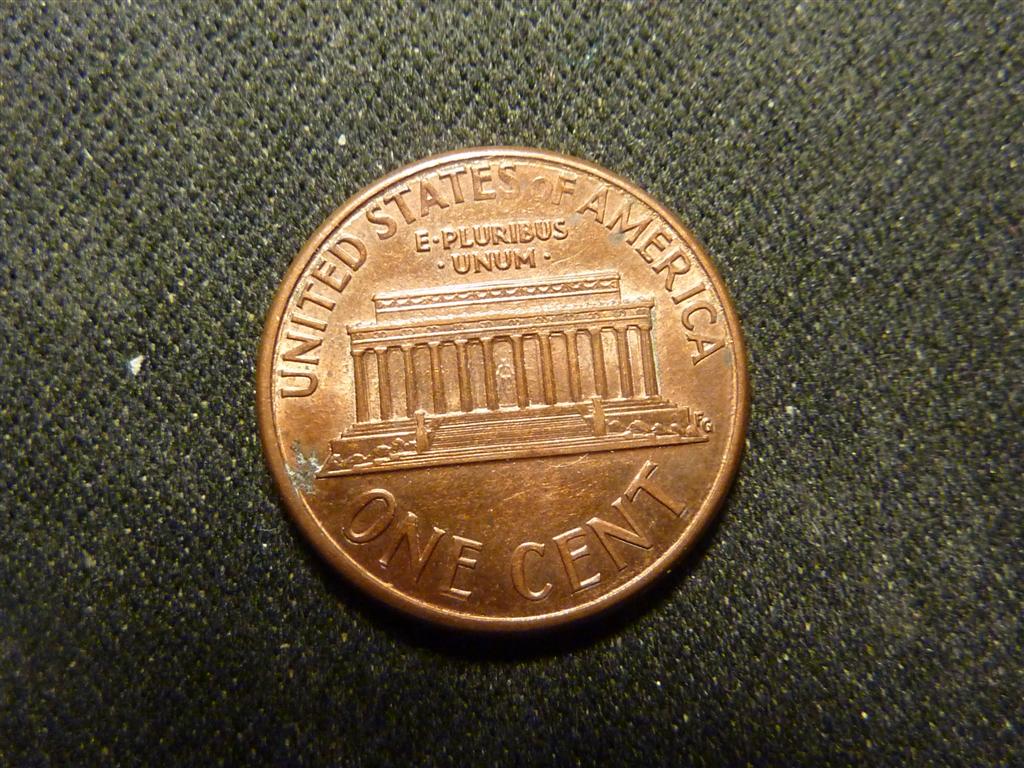 UNITED STATES OF AMERICA
E·PLURIBUS
·UNUM·
FG
ONE CENT